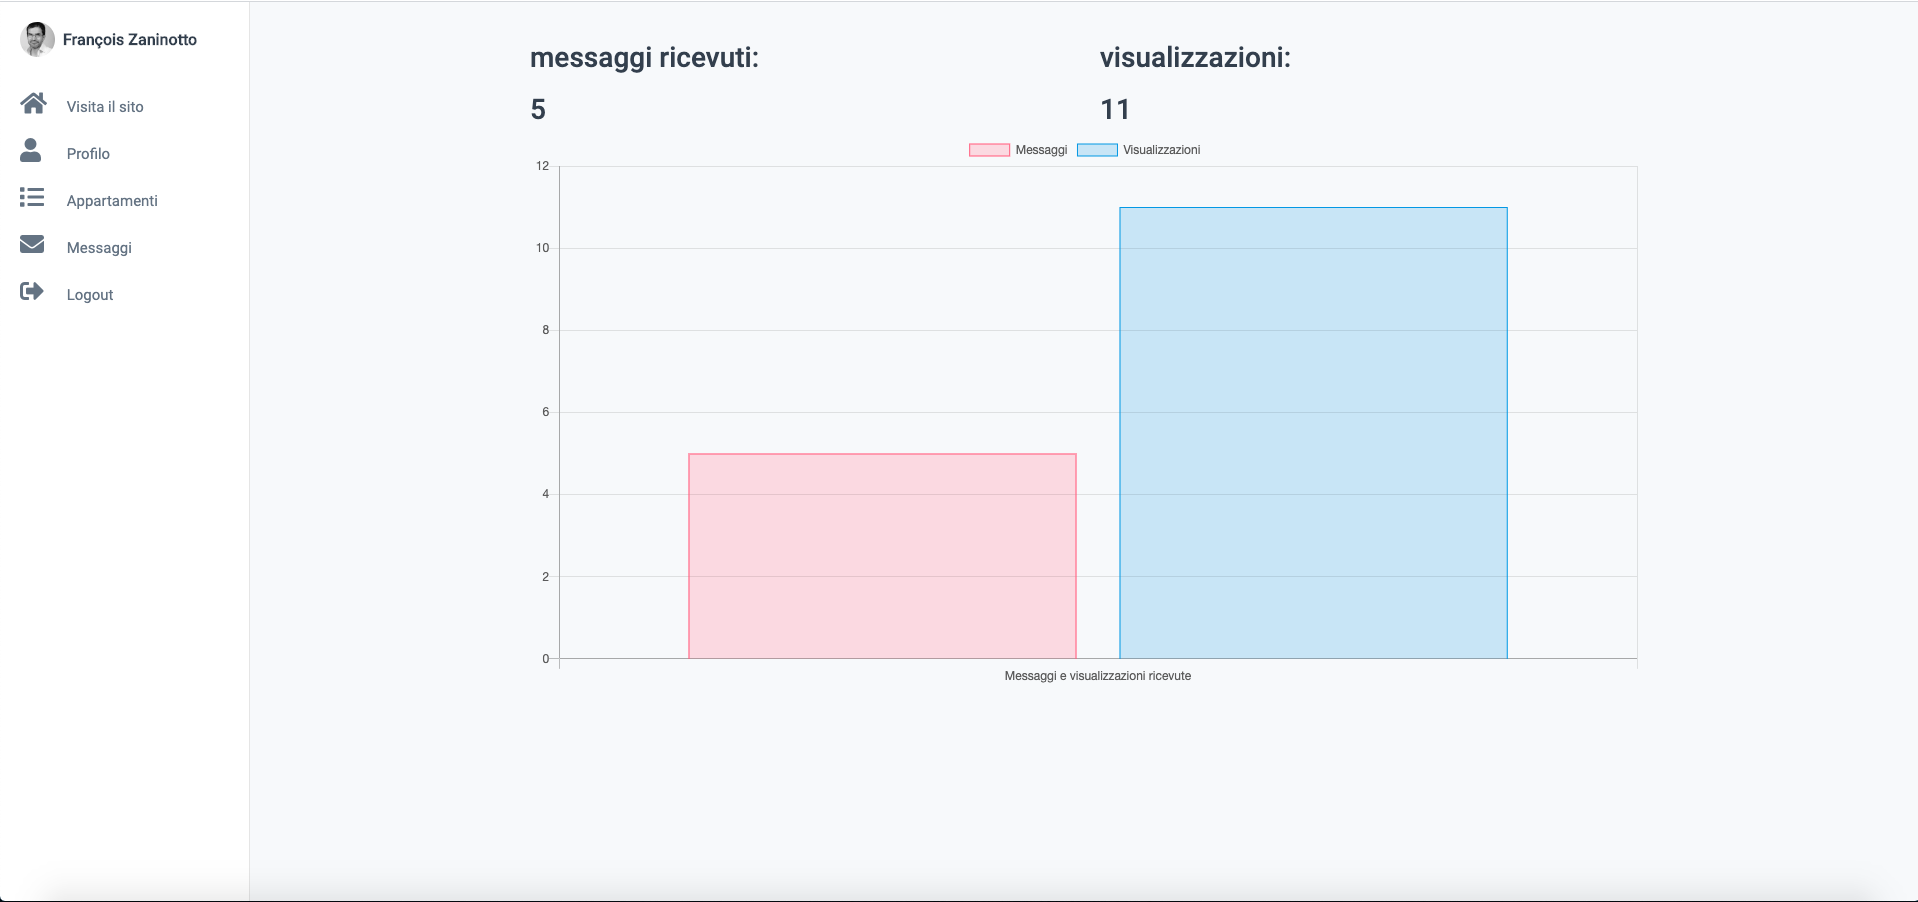 François Zaninotto
Visita il sito
Profilo
Appartamenti
Messaggi
Logout
messaggi ricevuti:
5
visualizzazioni:
11
Messaggi
Visualizzazioni
12
10
8
6
4
2
0
Messaggi e visualizzazioni ricevute